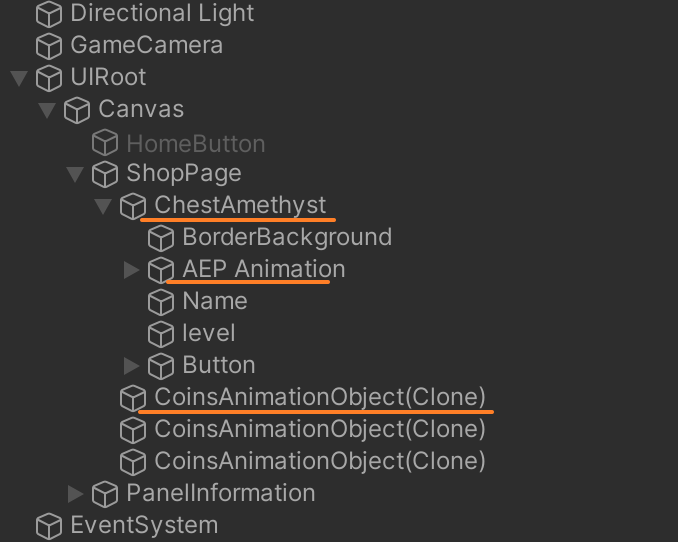 Directional Light
GameCamera
UIRoot
Canvas
HomeButton
ShopPage
ChestAmethyst
BorderBackground
AEP Animation
Name
level
Button
CoinsAnimationObject(Clone)
CoinsAnimationObject(Clone)
CoinsAnimationObject(Clone)
PanelInformation
EventSystem